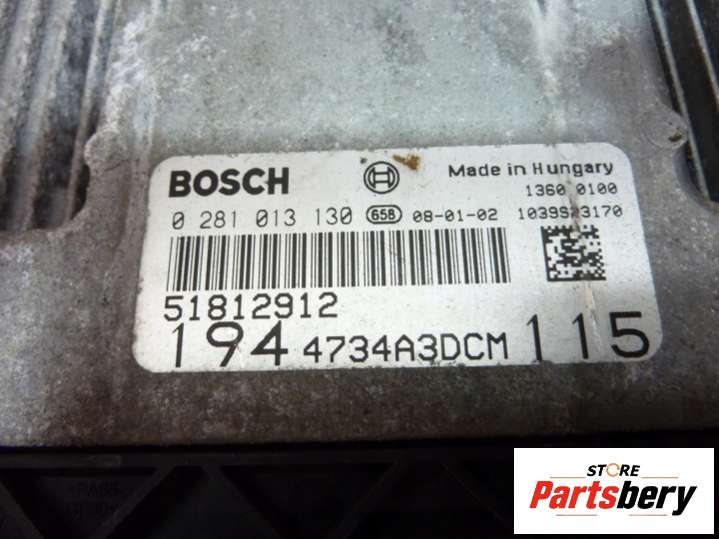 BOSCH
Made in Hungary
1360 0100
0 281 013 130 658 08-01-02 1039S23170
51812912
194 4734A3DCM 115
STORE
Partsbery